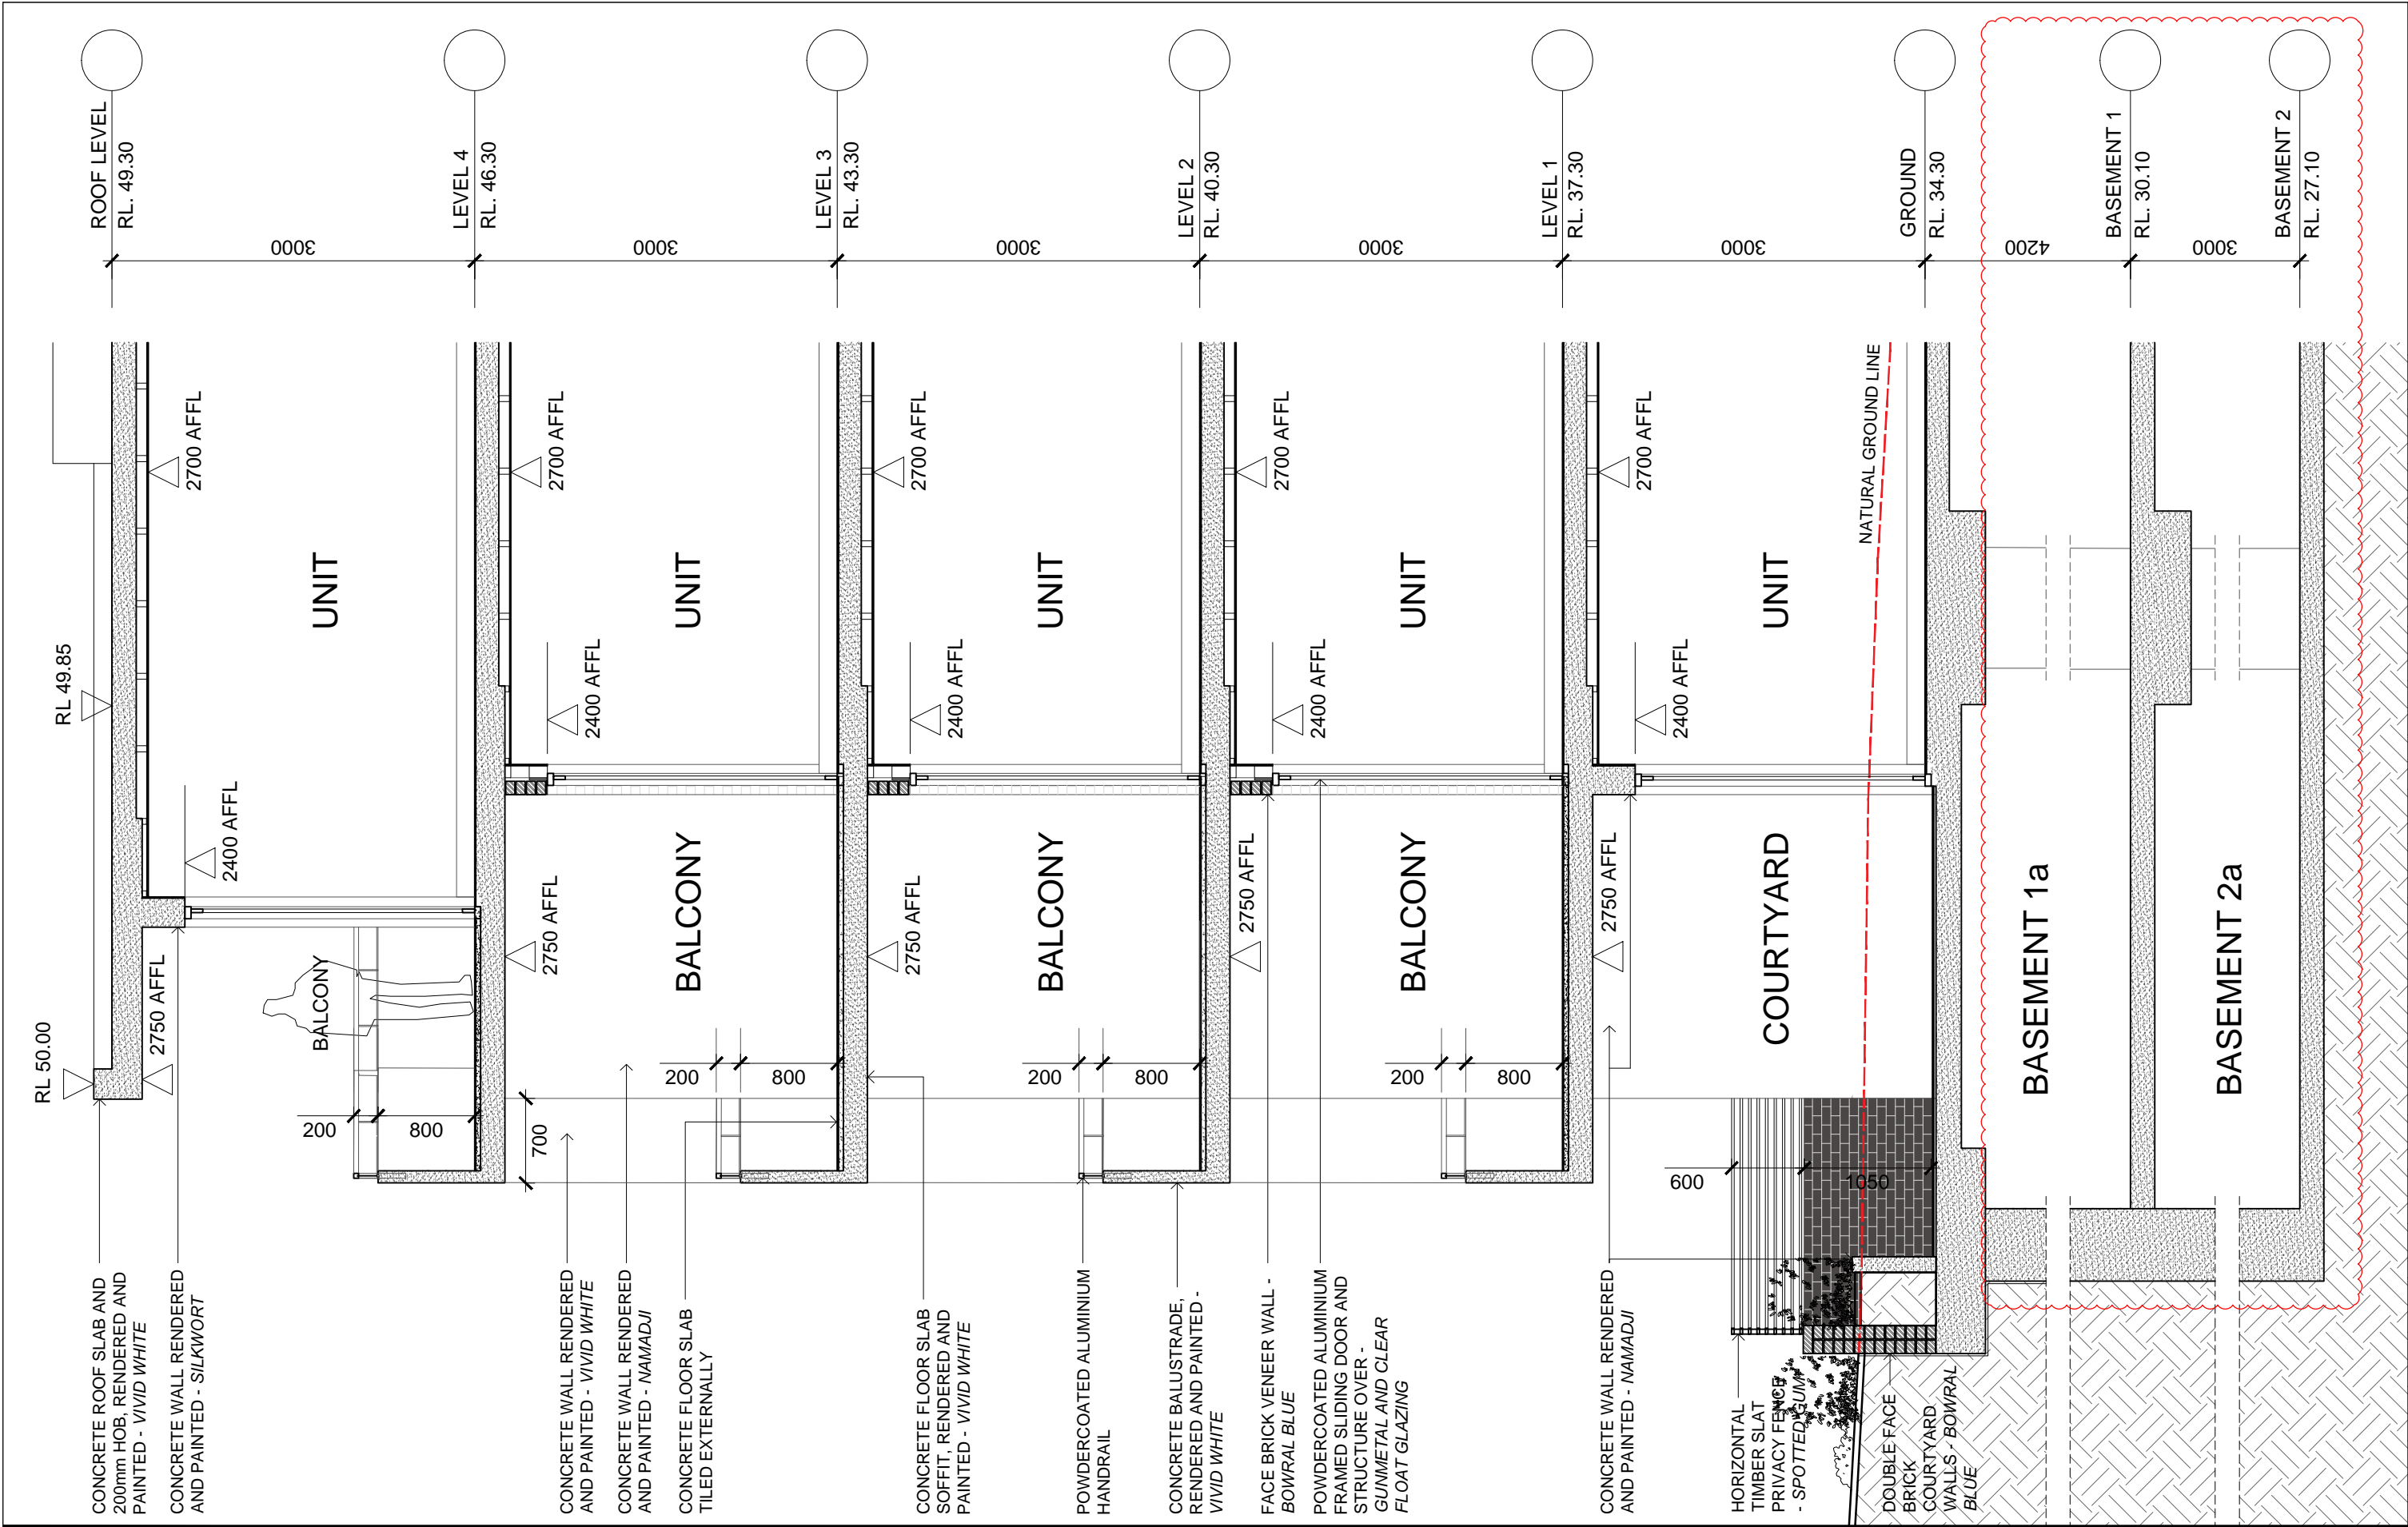 ROOF LEVEL
RL. 49.30
LEVEL 4
RL. 46.30
LEVEL 3
RL. 43.30
LEVEL 2
RL. 40.30
LEVEL 1
RL. 37.30
GROUND
RL. 34.30
BASEMENT 1
RL. 30.10
BASEMENT 2
RL. 27.10
3000
3000
3000
3000
3000
4200
3000
RL 49.85
RL 50.00
2700 AFFL
2400 AFFL
2750 AFFL
UNIT
BALCONY
200
800
700
2700 AFFL
2400 AFFL
2750 AFFL
UNIT
BALCONY
200
800
2700 AFFL
2400 AFFL
2750 AFFL
UNIT
BALCONY
200
800
2700 AFFL
2400 AFFL
2750 AFFL
UNIT
BALCONY
200
800
2700 AFFL
2400 AFFL
2750 AFFL
UNIT
COURTYARD
NATURAL GROUND LINE
600
1050
BASEMENT 1a
BASEMENT 2a
CONCRETE ROOF SLAB AND
200mm HOB, RENDERED AND
PAINTED - VIVID WHITE
CONCRETE WALL RENDERED
AND PAINTED - SILKWORT
CONCRETE WALL RENDERED
AND PAINTED - VIVID WHITE
CONCRETE WALL RENDERED
AND PAINTED - NAMADJI
CONCRETE FLOOR SLAB
TILED EXTERNALLY
CONCRETE FLOOR SLAB
SOFFIT, RENDERED AND
PAINTED - VIVID WHITE
POWDERCOATED ALUMINIUM
HANDRAIL
CONCRETE BALUSTRADE,
RENDERED AND PAINTED -
VIVID WHITE
FACE BRICK VENEER WALL -
BOWRAL BLUE
POWDERCOATED ALUMINIUM
FRAMED SLIDING DOOR AND
STRUCTURE OVER -
GUNMETAL AND CLEAR
FLOAT GLAZING
CONCRETE WALL RENDERED
AND PAINTED - NAMADJI
HORIZONTAL
TIMBER SLAT
PRIVACY FENCE
- SPOTTED GUM
DOUBLE FACE
BRICK
COURTYARD
WALLS - BOWRAL
BLUE